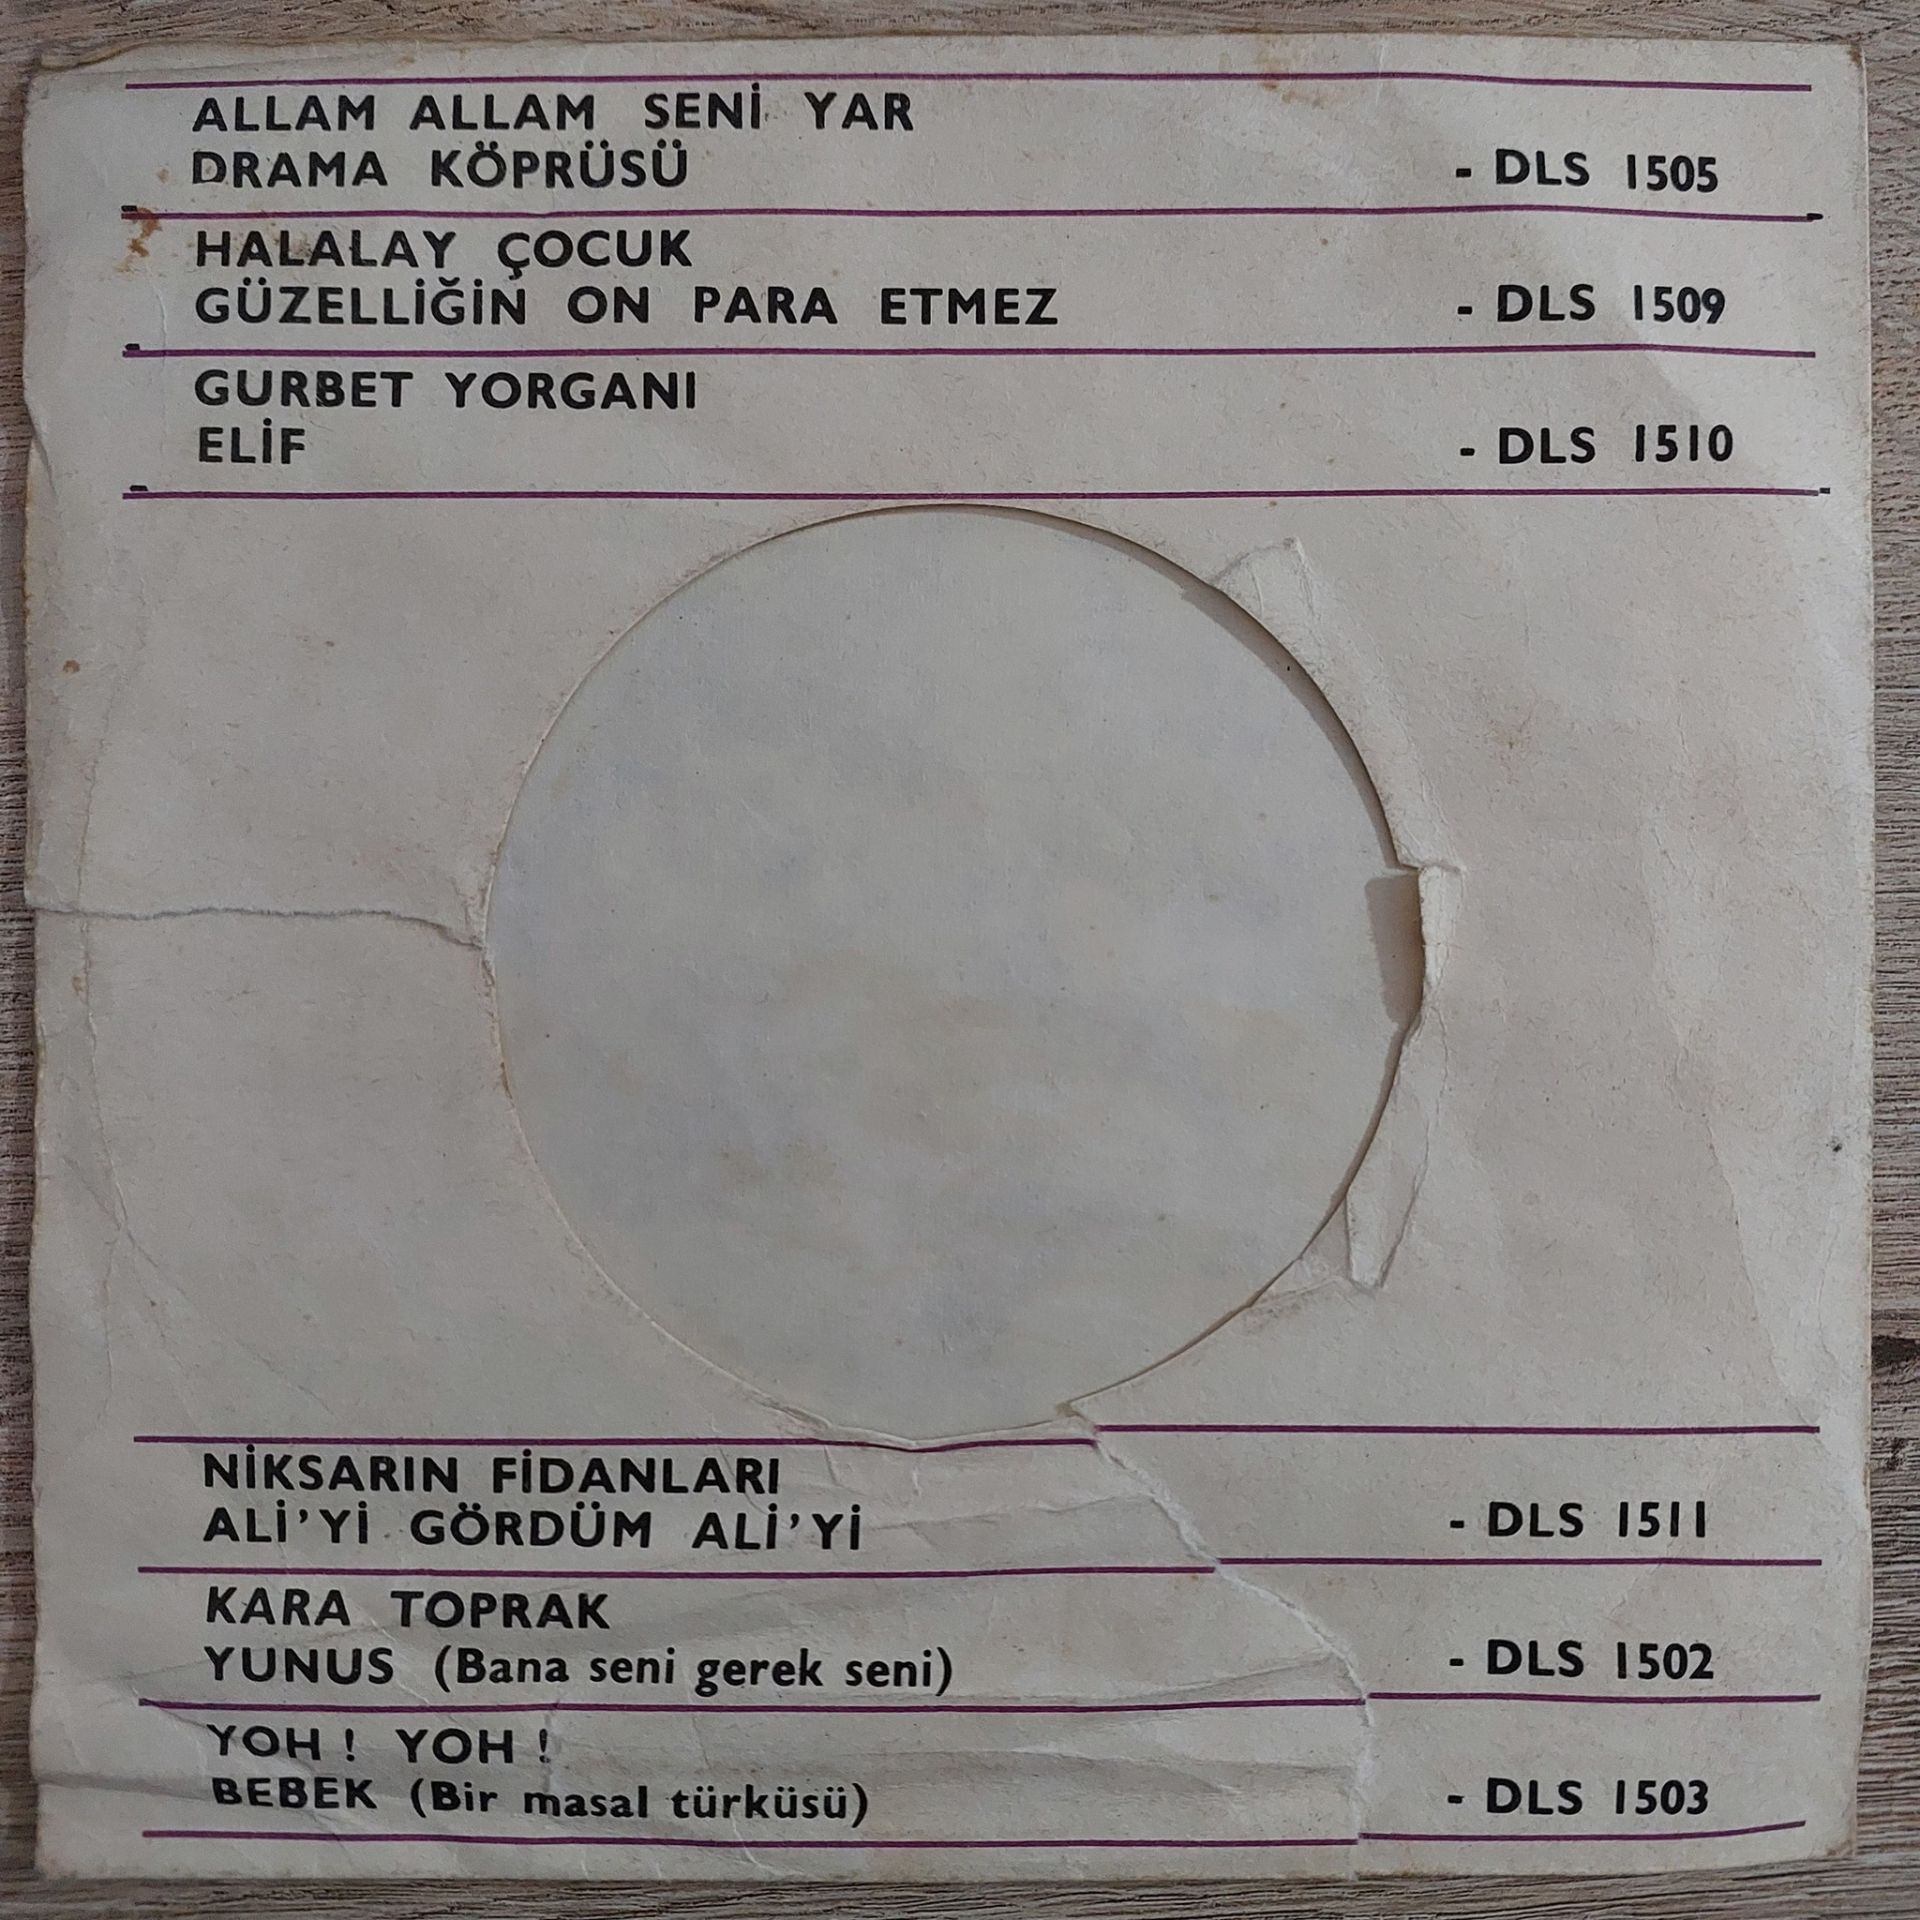 ALLAM ALLAM SENİ YAR
DRAMA KÖPRÜSÜ - DLS 1505
HALALAY ÇOCUK
GÜZELLİĞİN ON PARA ETMEZ - DLS 1509
GURBET YORGANI
ELİF - DLS 1510
NİKSARIN FİDANLARI
ALİ'Yİ GÖRDÜM ALİ'Yİ - DLS 1511
KARA TOPRAK
YUNUS (Bana seni gerek seni) - DLS 1502
YOH! YOH!
BEBEK (Bir masal türküsü) - DLS 1503